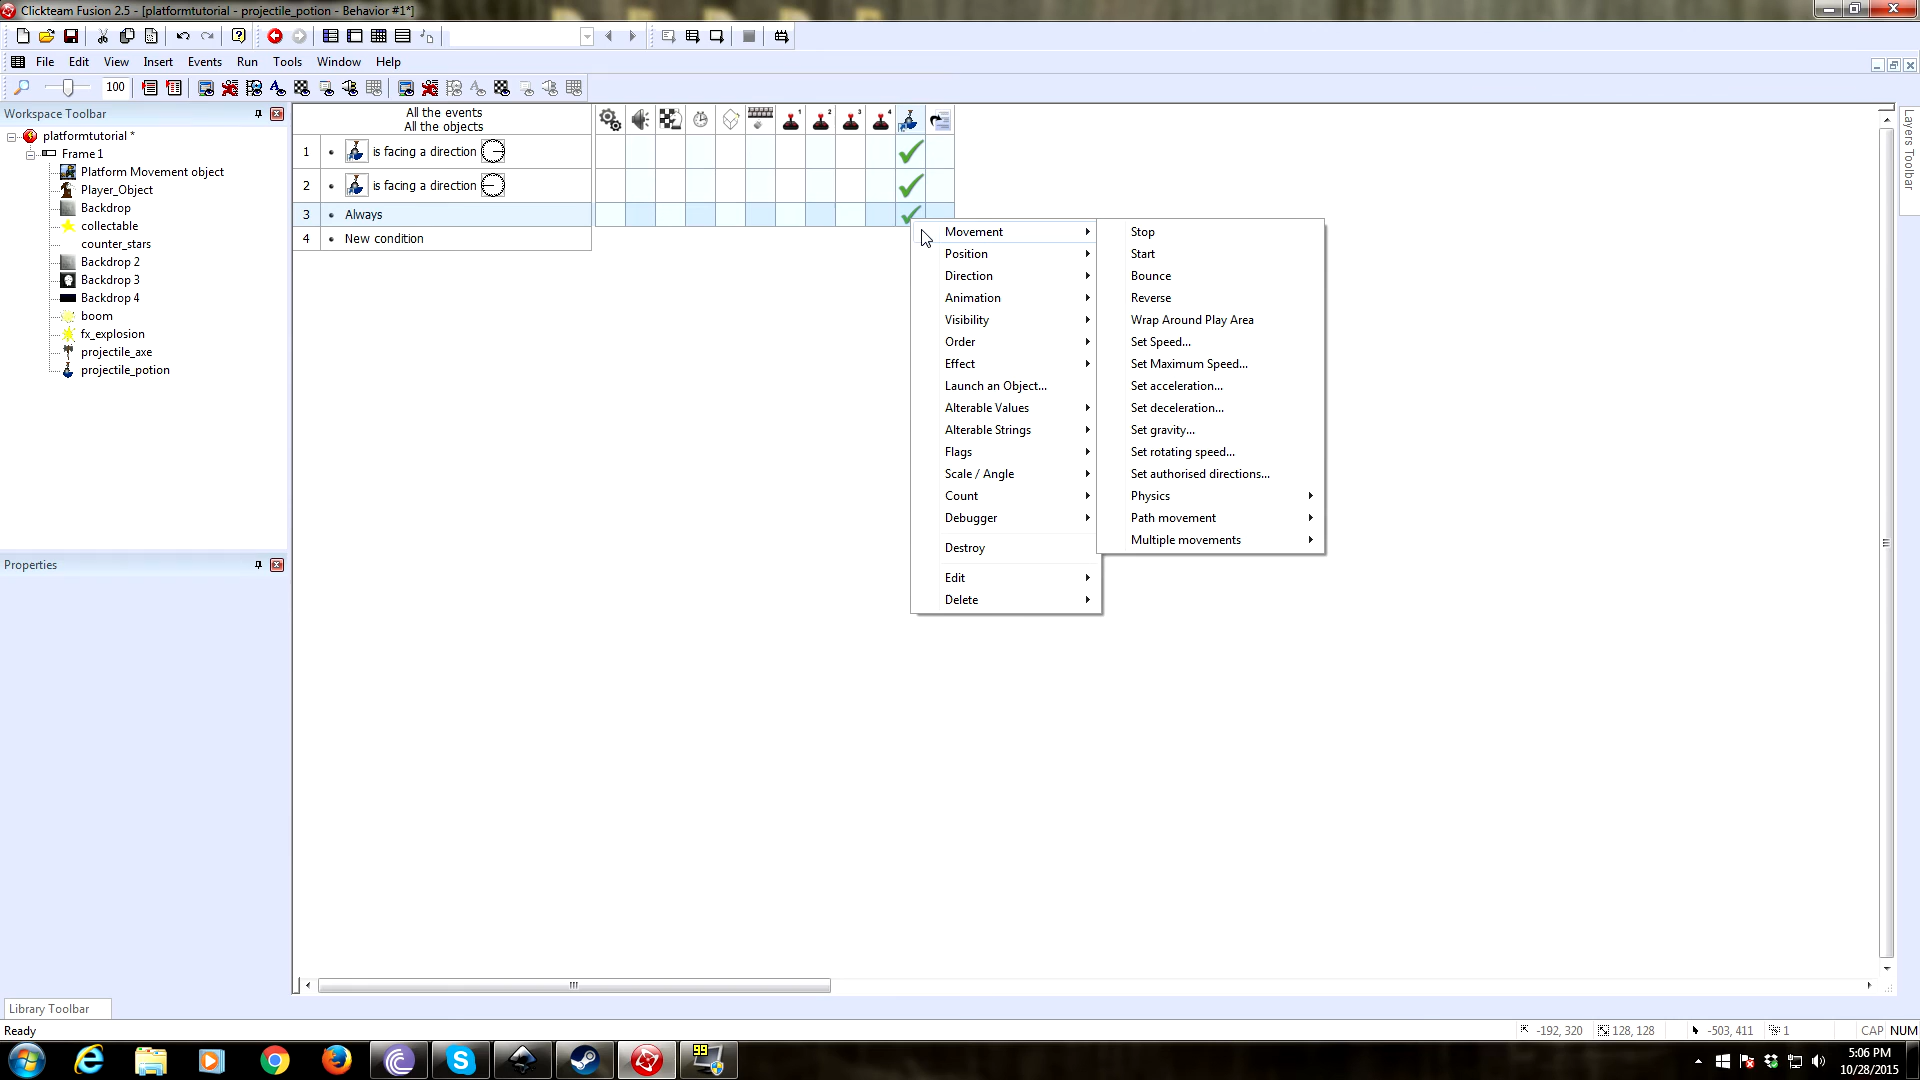 Clickteam Fusion 2.5 - [platformtutorial - projectile_potion - Behavior #1*]
File Edit View Insert Events Run Tools Window Help
100
Workspace Toolbar
platformtutorial *
Frame 1
Platform Movement object
Player_Object
Backdrop
collectable
counter_stars
Backdrop 2
Backdrop 3
Backdrop 4
boom
fx_explosion
projectile_axe
projectile_potion
Properties
Library Toolbar
Layers Toolbar
All the events
All the objects
1 2 3 4
1 • is facing a direction
2 • is facing a direction
3 • Always
4 • New condition
Movement
Position
Direction
Animation
Visibility
Order
Effect
Launch an Object...
Alterable Values
Alterable Strings
Flags
Scale / Angle
Count
Debugger
Destroy
Edit
Delete
Stop
Start
Bounce
Reverse
Wrap Around Play Area
Set Speed...
Set Maximum Speed...
Set acceleration...
Set deceleration...
Set gravity...
Set rotating speed...
Set authorised directions...
Physics
Path movement
Multiple movements
Ready
-192, 320 128, 128 -503, 411 1 CAP NUM
99
5:06 PM
10/28/2015